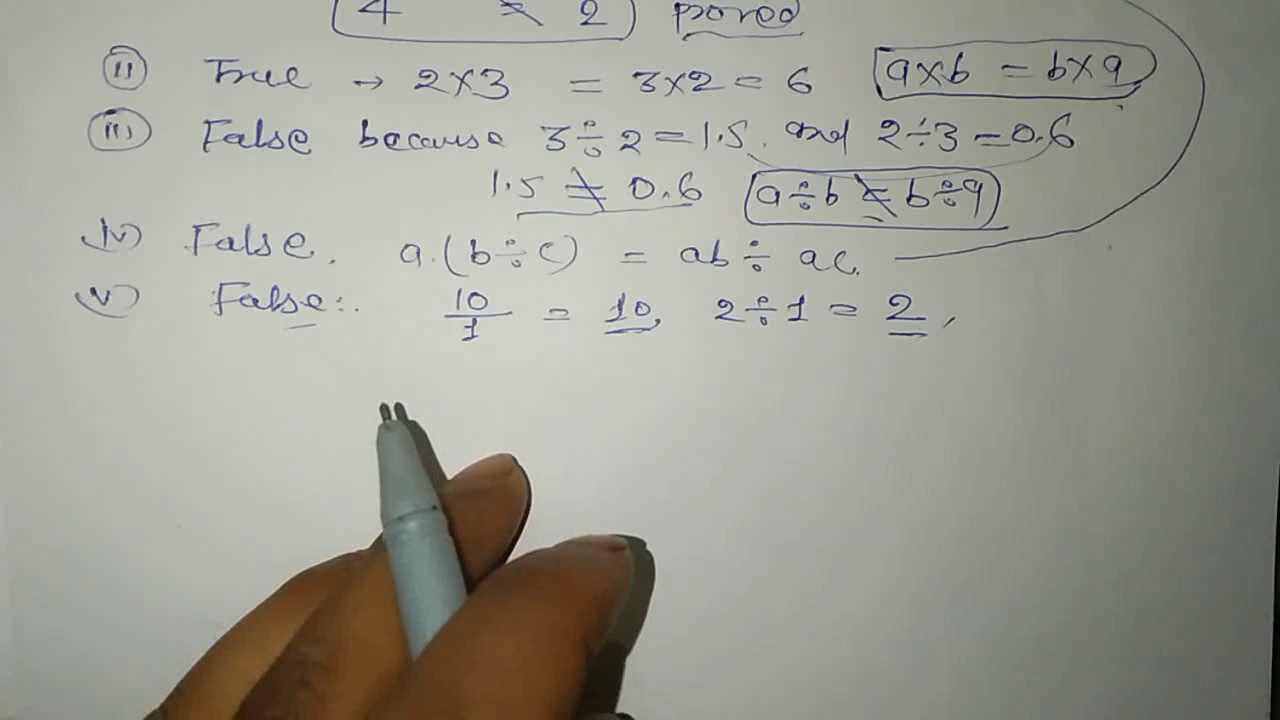 4 ≠ 2 poved
(ii) True → 2×3 = 3×2 = 6 a×b = b×a
(iii) False because 3÷2=1.5. and 2÷3=0.6
1.5 ≠ 0.6 a÷b ≠ b÷a
(iv) False. a.(b÷c) = ab÷ac.
(v) False:. 10/1 = 10, 2÷1 = 2,